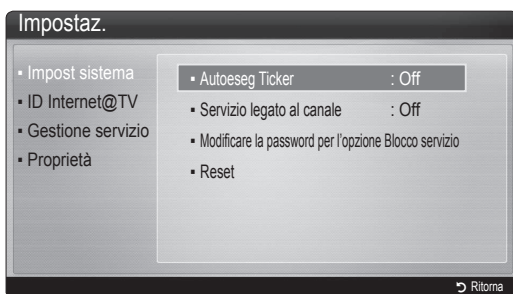 Impostaz.
▪ Impost sistema
▪ ID Internet@TV
▪ Gestione servizio
▪ Proprietà
▪ Autoeseg Ticker : Off
▪ Servizio legato al canale : Off
▪ Modificare la password per l'opzione Blocco servizio
▪ Reset
Ritorna